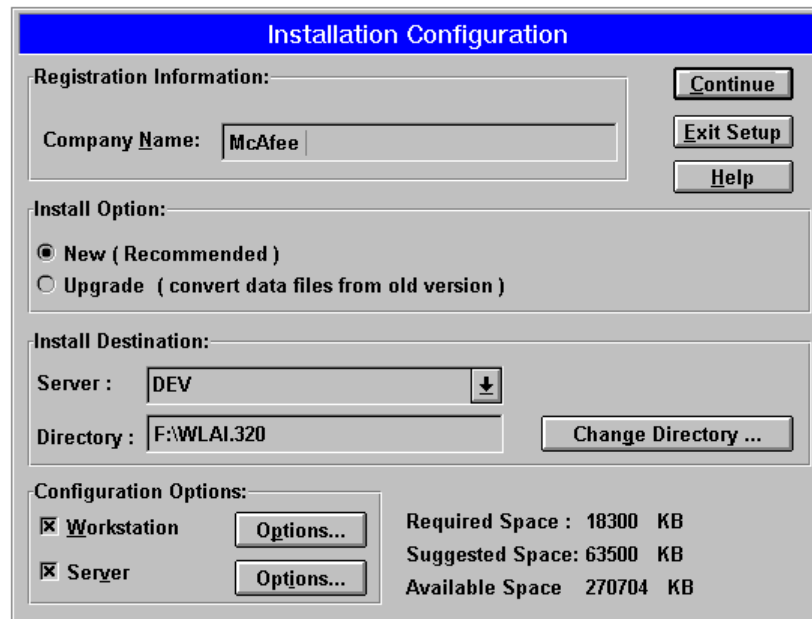 Installation Configuration
Registration Information:
Company Name: McAfee
Continue
Exit Setup
Help
Install Option:
New ( Recommended )
Upgrade ( convert data files from old version )
Install Destination:
Server : DEV
Directory : F:\WLAI.320
Change Directory ...
Configuration Options:
Workstation Options...
Server Options...
Required Space : 18300 KB
Suggested Space: 63500 KB
Available Space 270704 KB